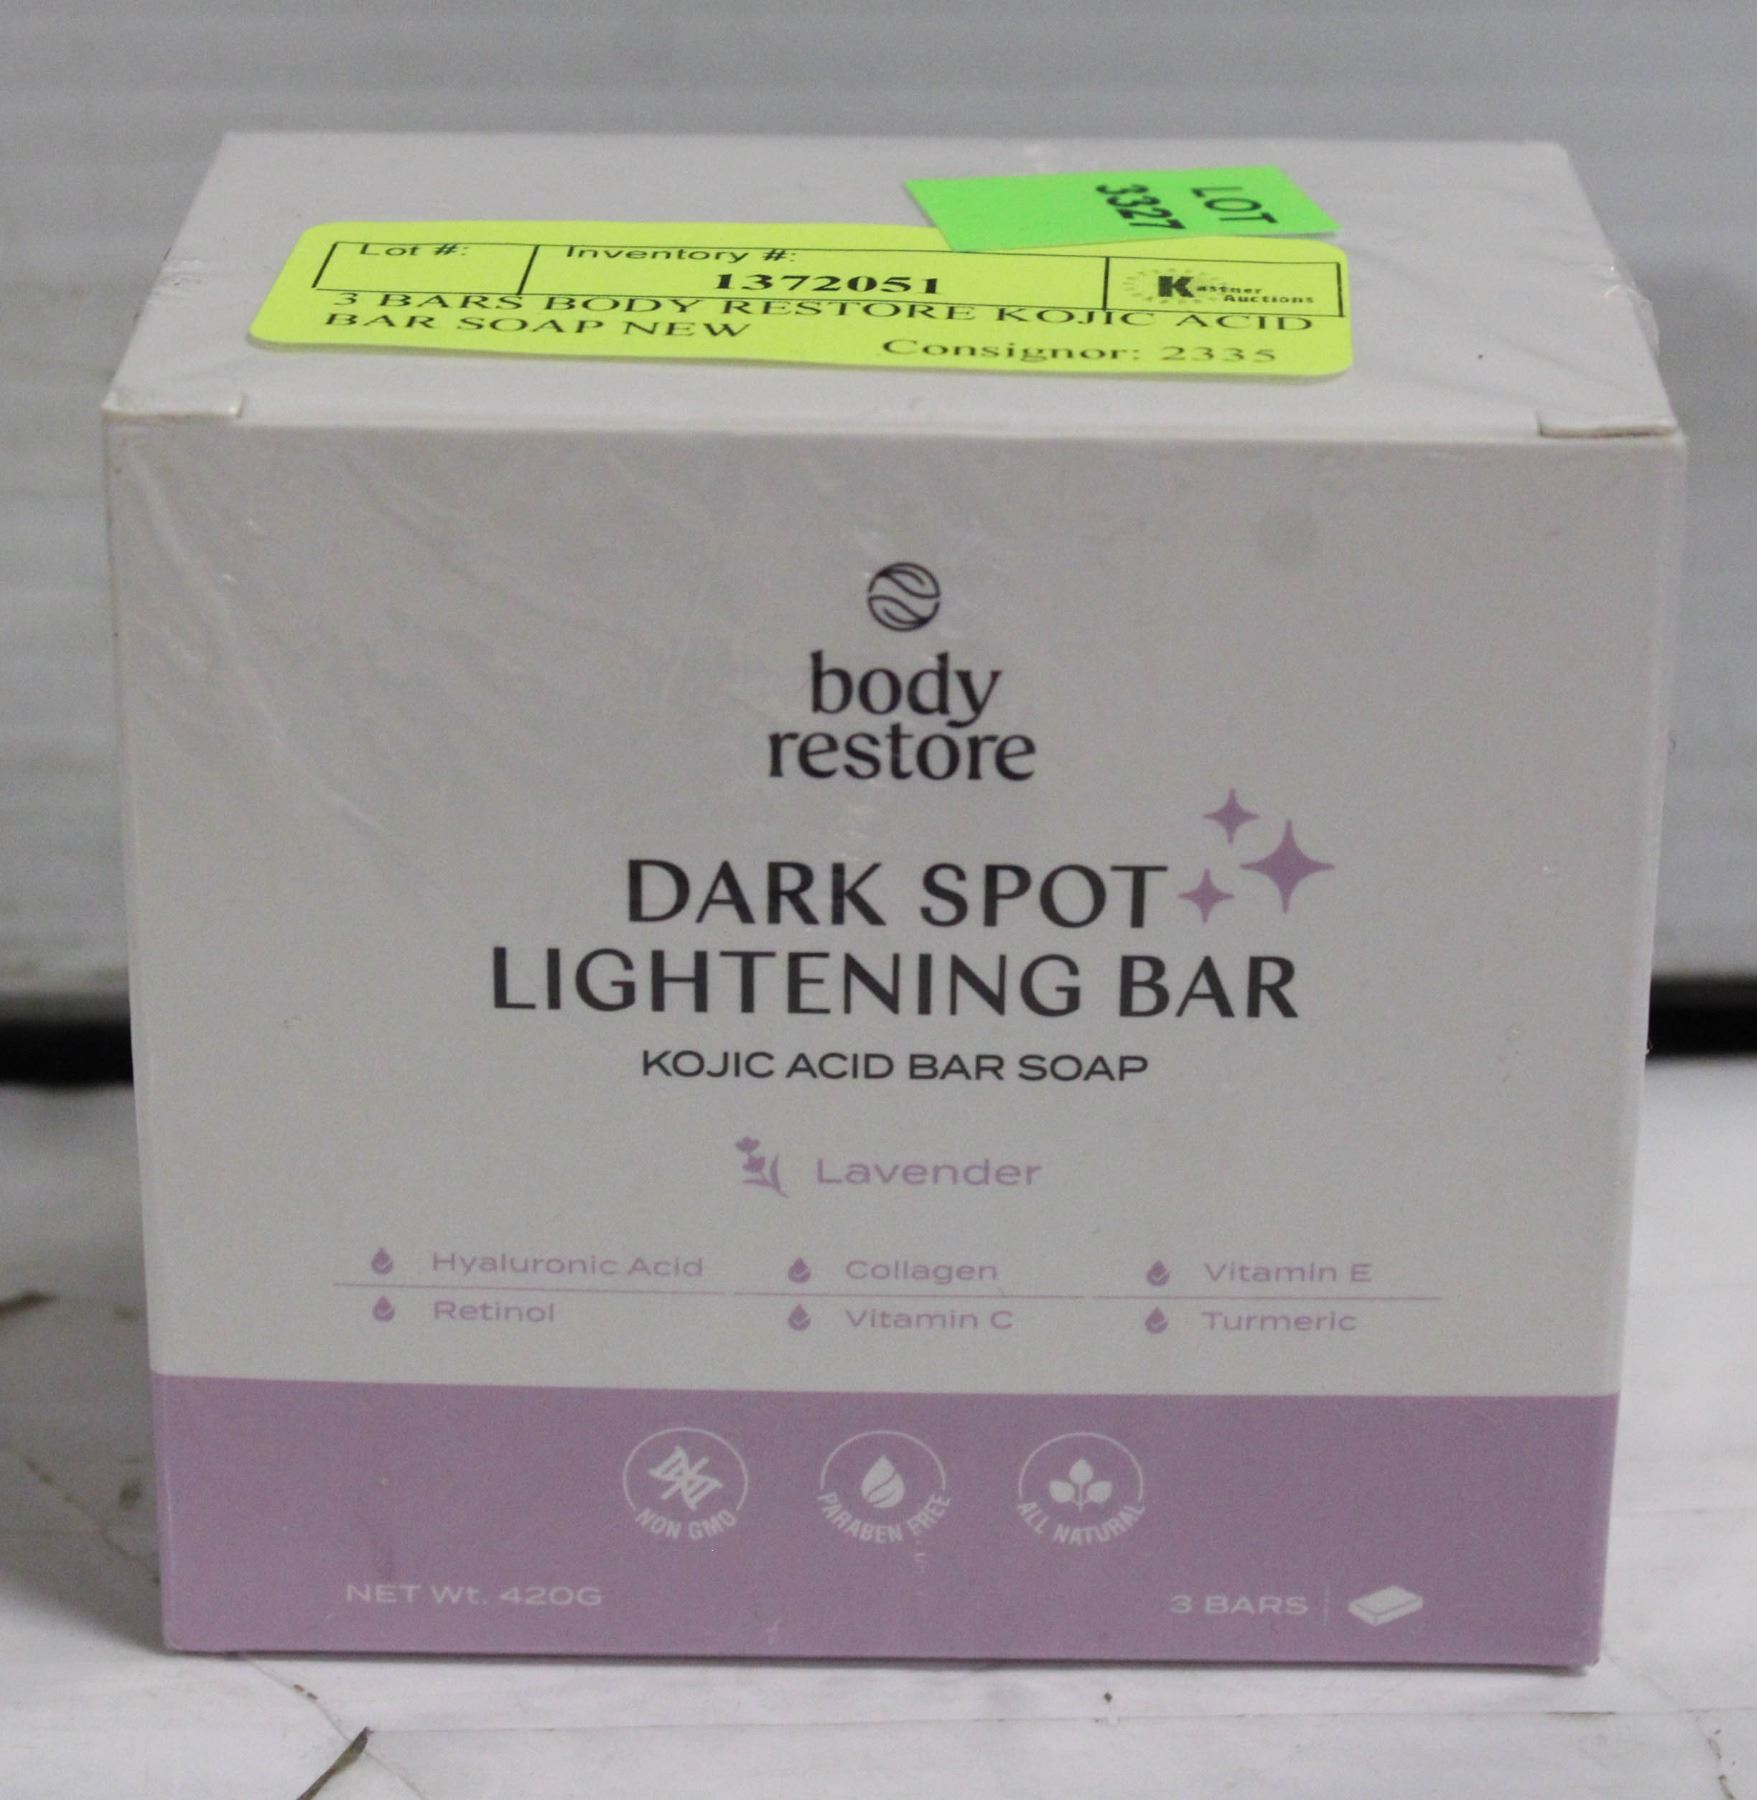 LOT
3327
Lot #:
Inventory #:
1372051
Kastner
Auctions
3 BARS BODY RESTORE KOJIC ACID
BAR SOAP NEW
Consignor: 2335
body
restore
DARK SPOT
LIGHTENING BAR
KOJIC ACID BAR SOAP
Lavender
Hyaluronic Acid Collagen Vitamin E
Retinol Vitamin C Turmeric
NON GMO PARABEN FREE ALL NATURAL
NET Wt. 420G 3 BARS